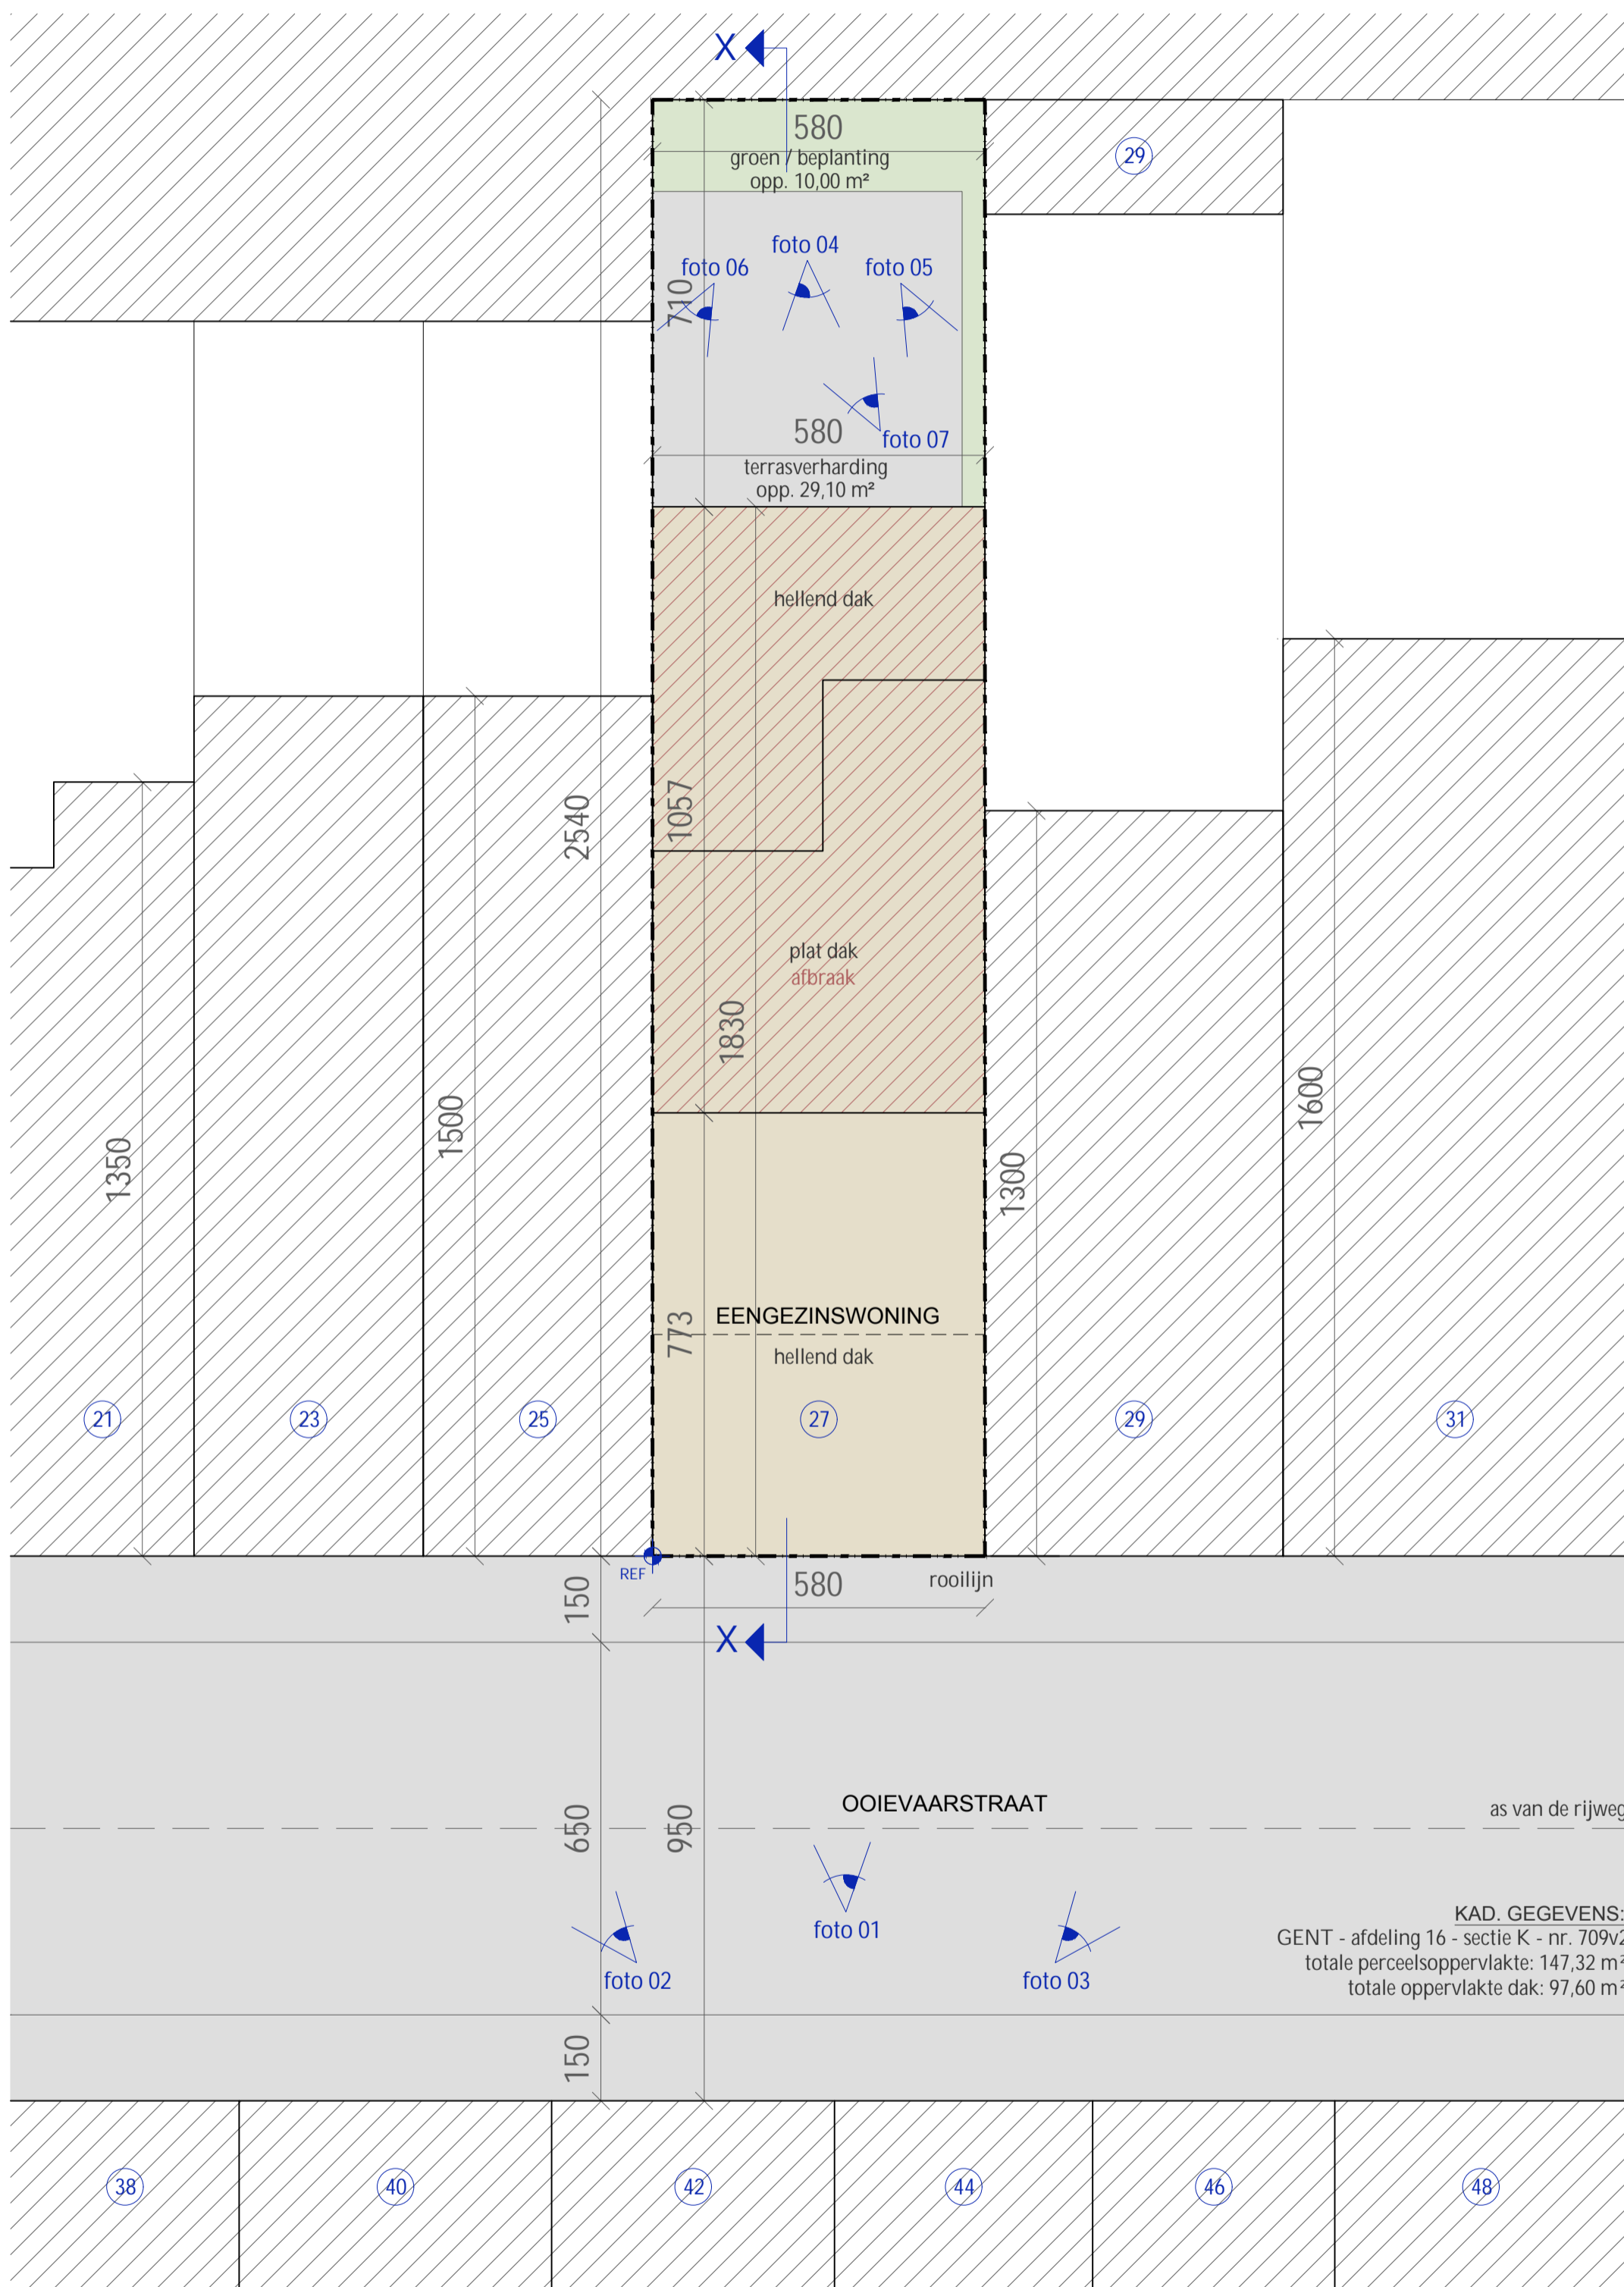 X
580
groen / beplanting
opp. 10,00 m²
29
foto 04
foto 06
foto 05
710
foto 07
580
terrasverharding
opp. 29,10 m²
hellend dak
2540
1057
plat dak
afbraak
1830
1350
1500
1300
1600
773
EENGEZINSWONING
hellend dak
21
23
25
27
29
31
REF
580
rooilijn
150
X
OOIEVAARSTRAAT
as van de rijweg
650
950
foto 01
foto 02
foto 03
KAD. GEGEVENS:
GENT - afdeling 16 - sectie K - nr. 709v2
totale perceelsoppervlakte: 147,32 m²
totale oppervlakte dak: 97,60 m²
150
38
40
42
44
46
48